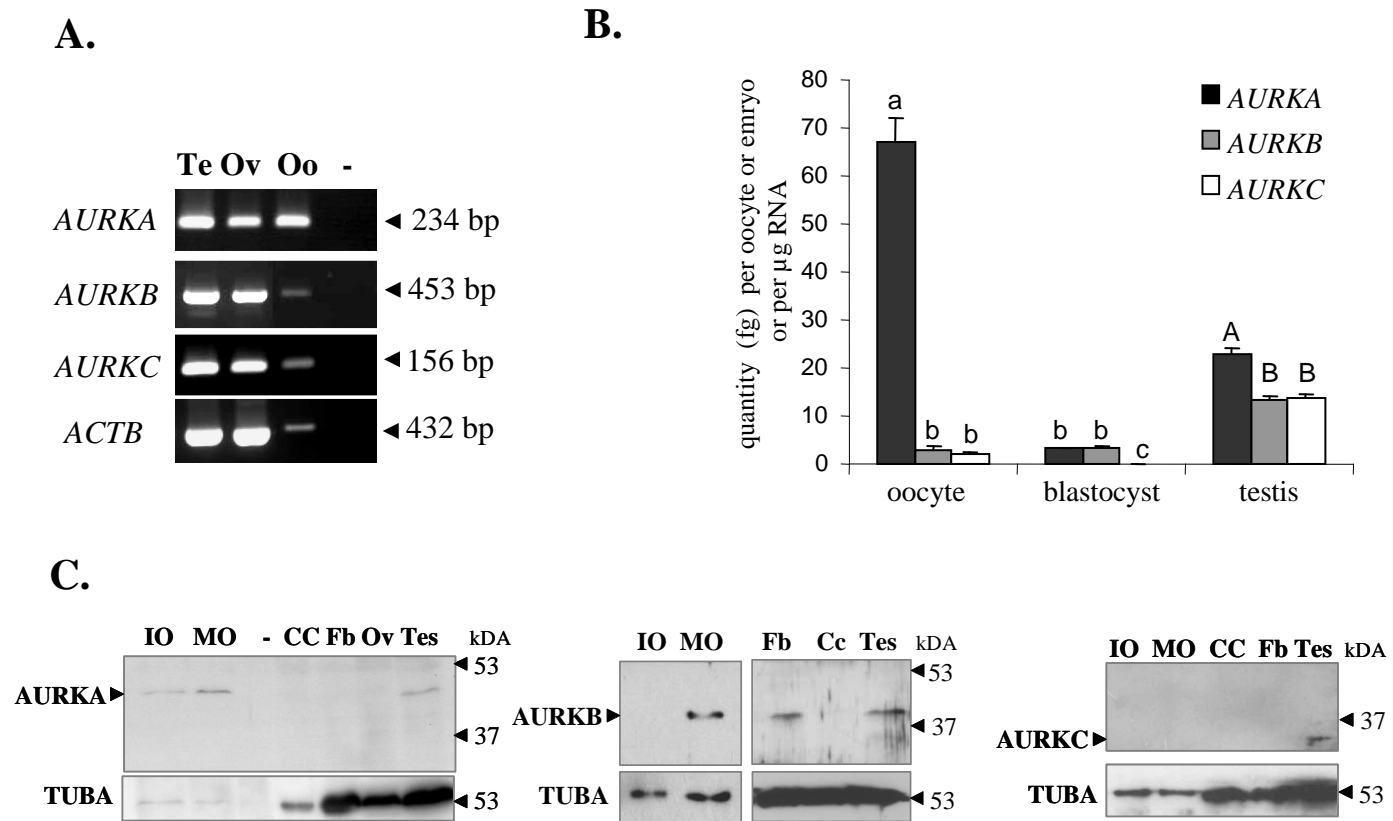 A.
Te Ov Oo -
AURKA ◄ 234 bp
AURKB ◄ 453 bp
AURKC ◄ 156 bp
ACTB ◄ 432 bp
B.
quantity (fg) per oocyte or emryo
or per µg RNA
80
70
60
50
40
30
20
10
0
a
b b
b b
c
A
B B
oocyte blastocyst testis
AURKA
AURKB
AURKC
C.
IO MO - CC Fb Ov Tes kDA
AURKA
53
37
TUBA 53
IO MO Fb Cc Tes
AURKB
53
37
TUBA 53
IO MO CC Fb Tes kDA
37
AURKC
TUBA 53